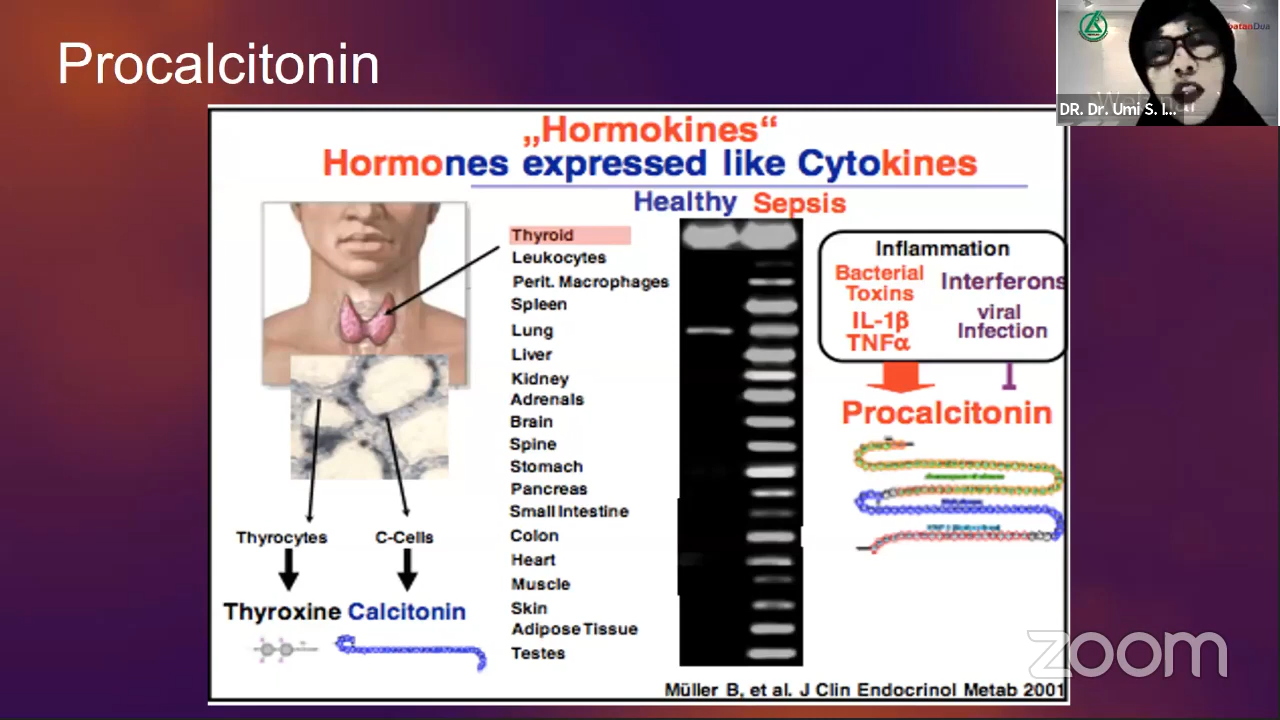 Procalcitonin
DR. Dr. Umi S. I...
„Hormokines“
Hormones expressed like Cytokines
Healthy Sepsis
Thyroid
Leukocytes
Perit. Macrophages
Spleen
Lung
Liver
Kidney
Adrenals
Brain
Spine
Stomach
Pancreas
Small Intestine
Colon
Heart
Muscle
Skin
Adipose Tissue
Testes
Thyrocytes
C-Cells
Thyroxine Calcitonin
Inflammation
Bacterial
Toxins
IL-1β
TNFα
Interferons
viral
Infection
Procalcitonin
Müller B, et al. J Clin Endocrinol Metab 2001
zoom